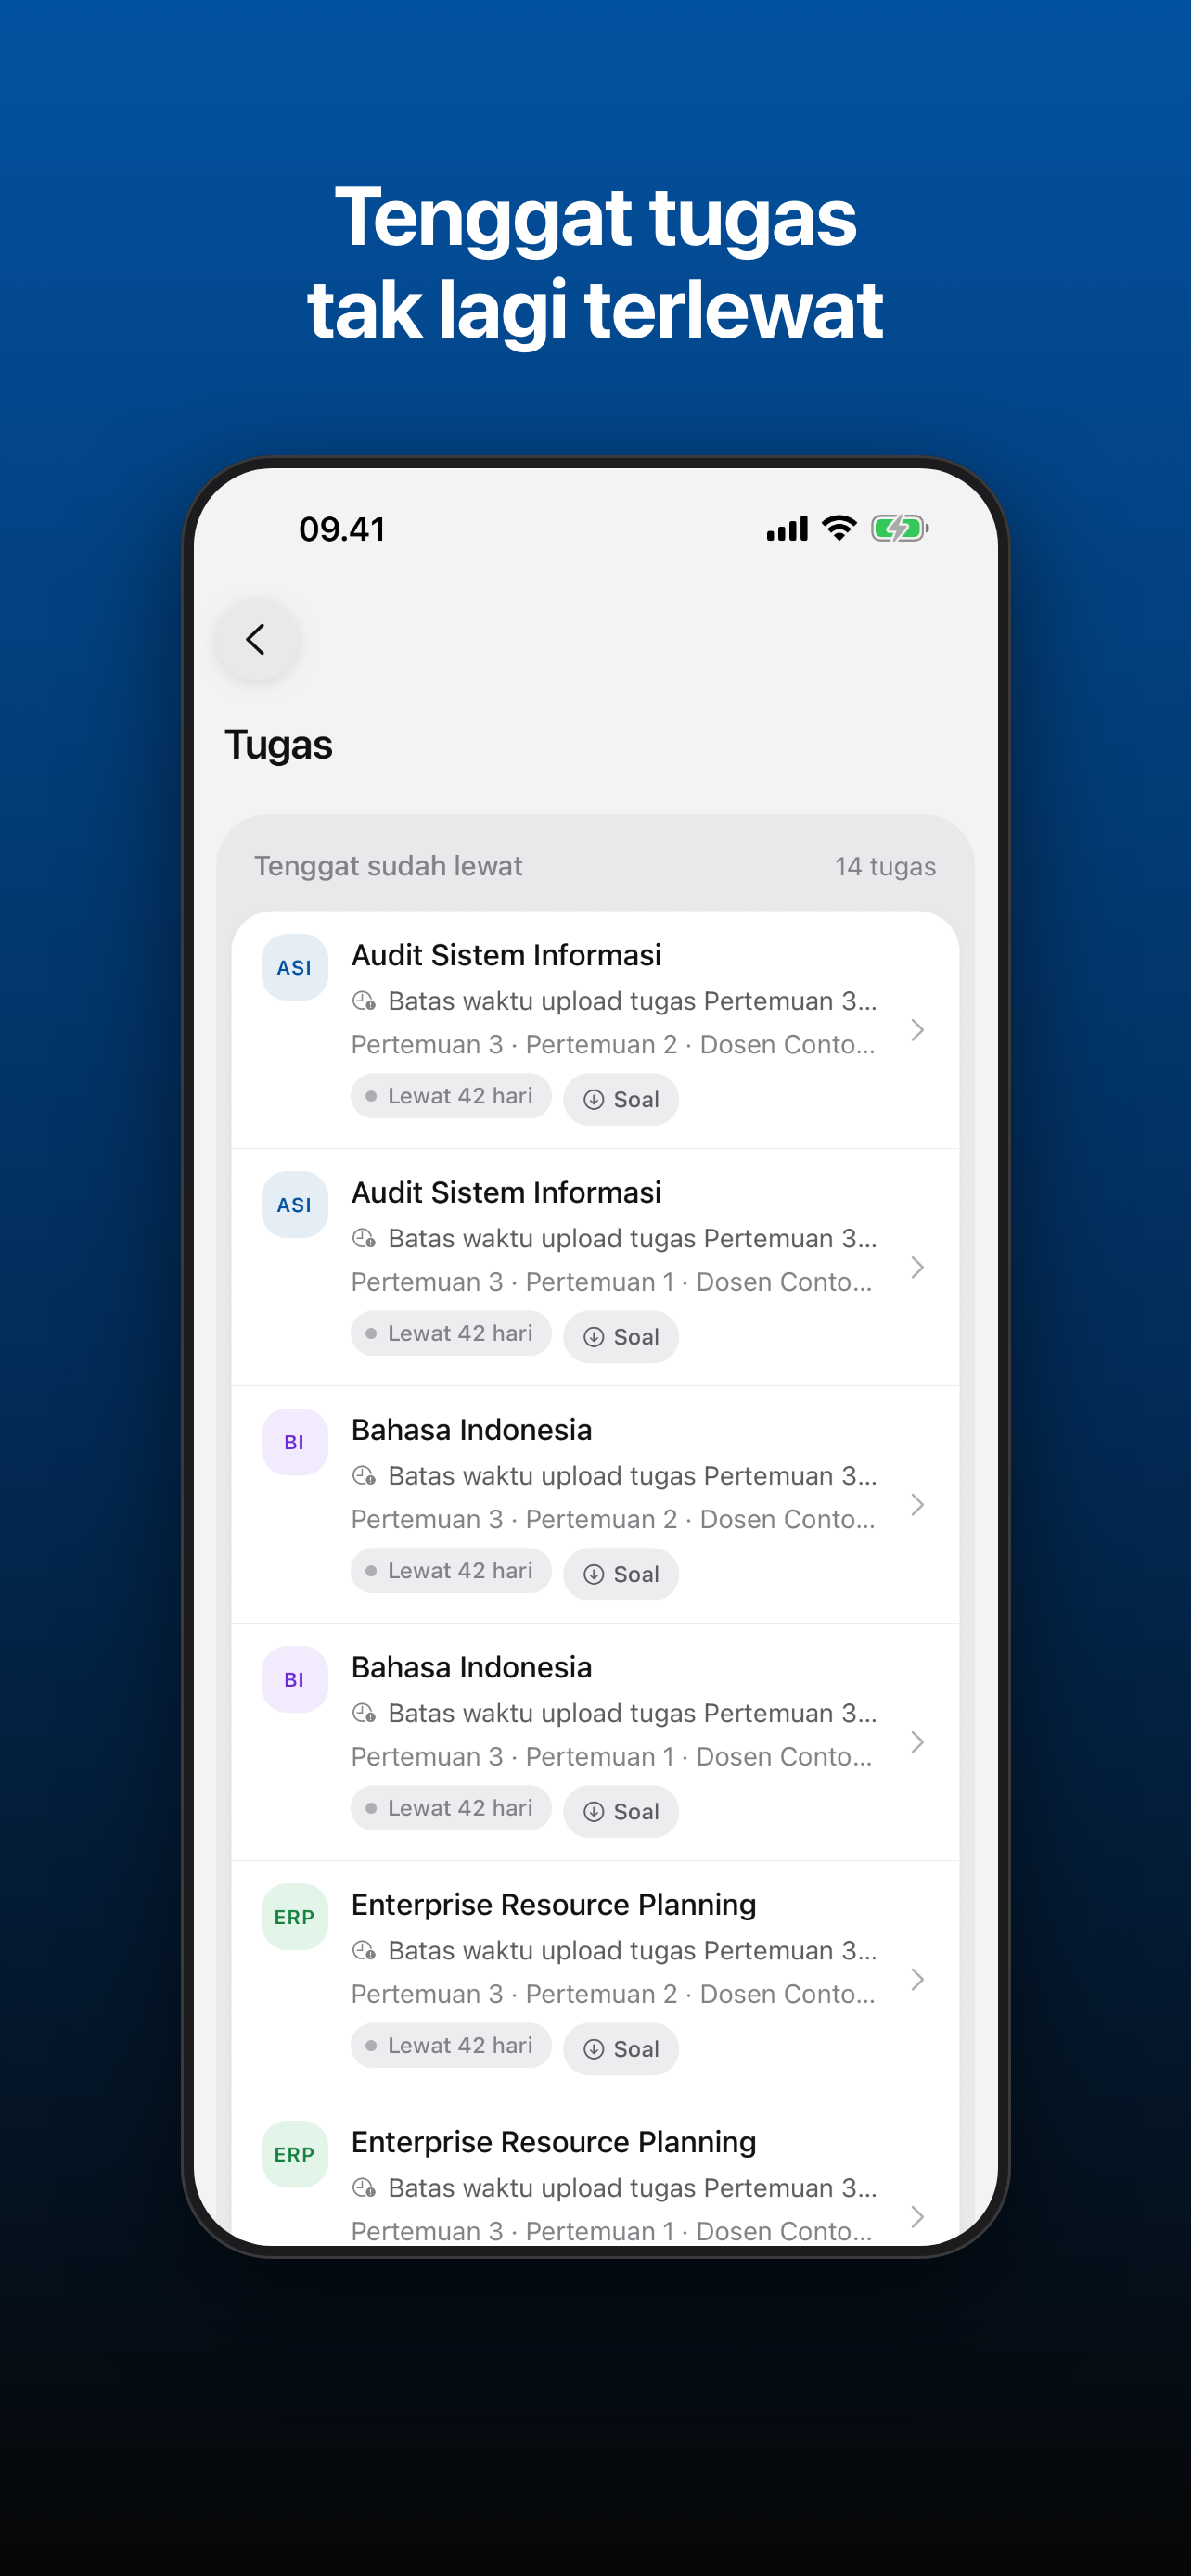 Tenggat tugas
tak lagi terlewat
09.41
Tugas
Tenggat sudah lewat 14 tugas
ASI Audit Sistem Informasi
Batas waktu upload tugas Pertemuan 3...
Pertemuan 3 · Pertemuan 2 · Dosen Conto...
Lewat 42 hari Soal
ASI Audit Sistem Informasi
Batas waktu upload tugas Pertemuan 3...
Pertemuan 3 · Pertemuan 1 · Dosen Conto...
Lewat 42 hari Soal
BI Bahasa Indonesia
Batas waktu upload tugas Pertemuan 3...
Pertemuan 3 · Pertemuan 2 · Dosen Conto...
Lewat 42 hari Soal
BI Bahasa Indonesia
Batas waktu upload tugas Pertemuan 3...
Pertemuan 3 · Pertemuan 1 · Dosen Conto...
Lewat 42 hari Soal
ERP Enterprise Resource Planning
Batas waktu upload tugas Pertemuan 3...
Pertemuan 3 · Pertemuan 2 · Dosen Conto...
Lewat 42 hari Soal
ERP Enterprise Resource Planning
Batas waktu upload tugas Pertemuan 3...
Pertemuan 3 · Pertemuan 1 · Dosen Conto...